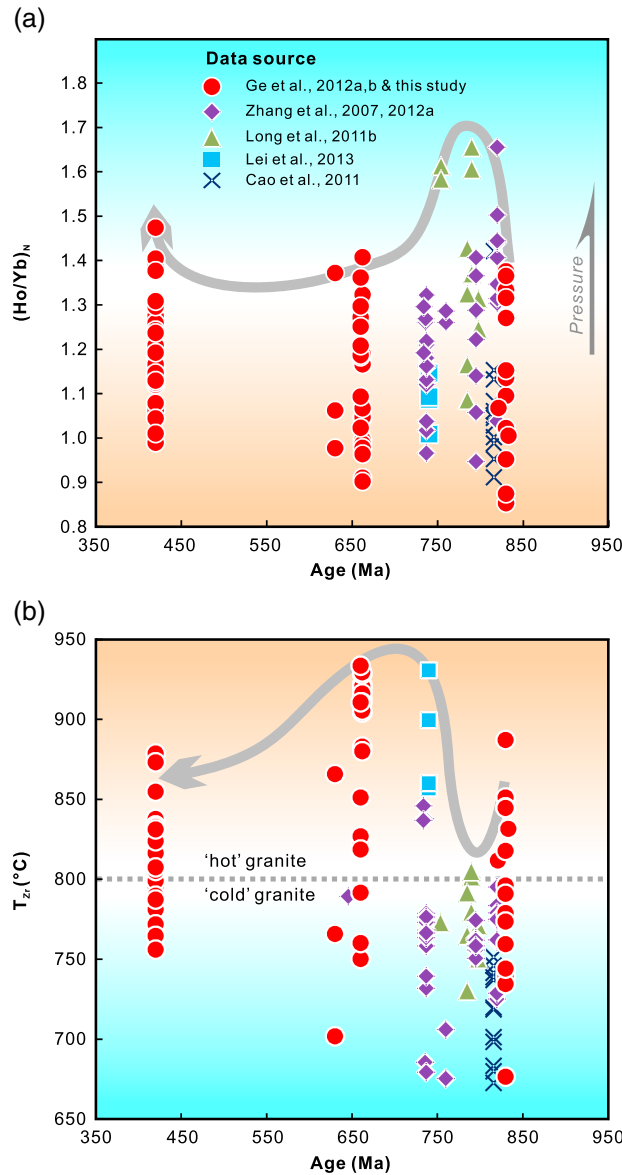 (a)
Data source
Ge et al., 2012a,b & this study
Zhang et al., 2007, 2012a
Long et al., 2011b
Lei et al., 2013
Cao et al., 2011
(Ho/Yb)N
1.9
1.8
1.7
1.6
1.5
1.4
1.3
1.2
1.1
1.0
0.9
0.8
Pressure
350 450 550 650 750 850 950
Age (Ma)
(b)
TZr (°C)
950
900
850
800
750
700
650
'hot' granite
'cold' granite
350 450 550 650 750 850 950
Age (Ma)